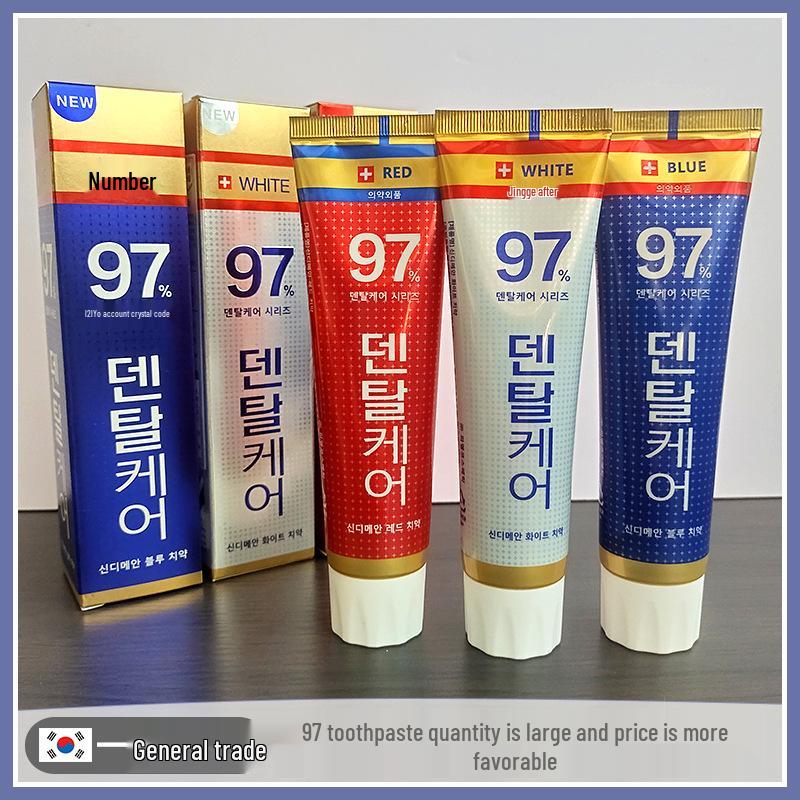 NEW
Number
97%
12IYo account crystal code
덴탈케어
신디메안 블루 치약
NEW
WHITE
97%
덴탈케어 시리즈
덴탈케어
신디메안 화이트 치약
RED
의약외품
97%
덴탈케어 시리즈
덴탈케어
신디메안 레드 치약
WHITE
Jingge after
97%
덴탈케어 시리즈
덴탈케어
신디메안 화이트 치약
BLUE
의약외품
97%
덴탈케어 시리즈
덴탈케어
신디메안 블루 치약
General trade
97 toothpaste quantity is large and price is more
favorable